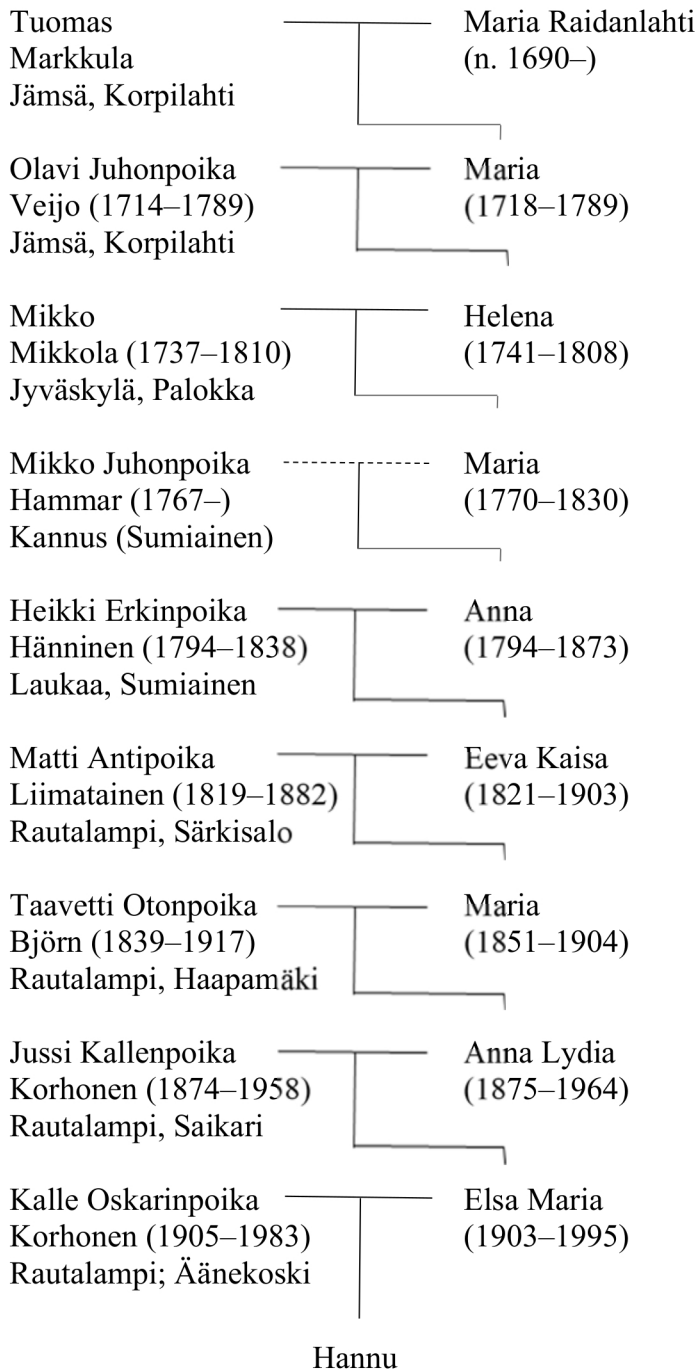 Tuomas
Maria Raidanlahti
Markkula
(n. 1690–)
Jämsä, Korpilahti
Olavi Juhonpoika
Maria
Veijo (1714–1789)
(1718–1789)
Jämsä, Korpilahti
Mikko
Helena
Mikkola (1737–1810)
(1741–1808)
Jyväskylä, Palokka
Mikko Juhonpoika
Maria
Hammar (1767–)
(1770–1830)
Kannus (Sumiainen)
Heikki Erkinpoika
Anna
Hänninen (1794–1838)
(1794–1873)
Laukaa, Sumiainen
Matti Antipoika
Eeva Kaisa
Liimatainen (1819–1882)
(1821–1903)
Rautalampi, Särkisalo
Taavetti Otonpoika
Maria
Björn (1839–1917)
(1851–1904)
Rautalampi, Haapamäki
Jussi Kallenpoika
Anna Lydia
Korhonen (1874–1958)
(1875–1964)
Rautalampi, Saikari
Kalle Oskarinpoika
Elsa Maria
Korhonen (1905–1983)
(1903–1995)
Rautalampi; Äänekoski
Hannu